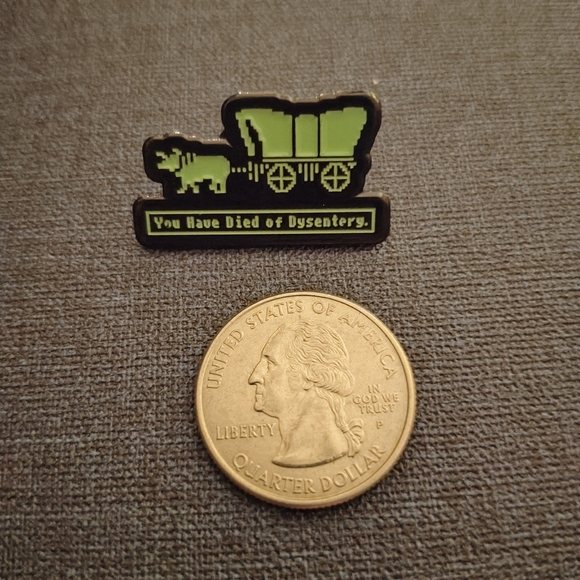 You Have Died of Dysentery.
UNITED STATES OF AMERICA
LIBERTY
IN
GOD WE
TRUST
P
QUARTER DOLLAR